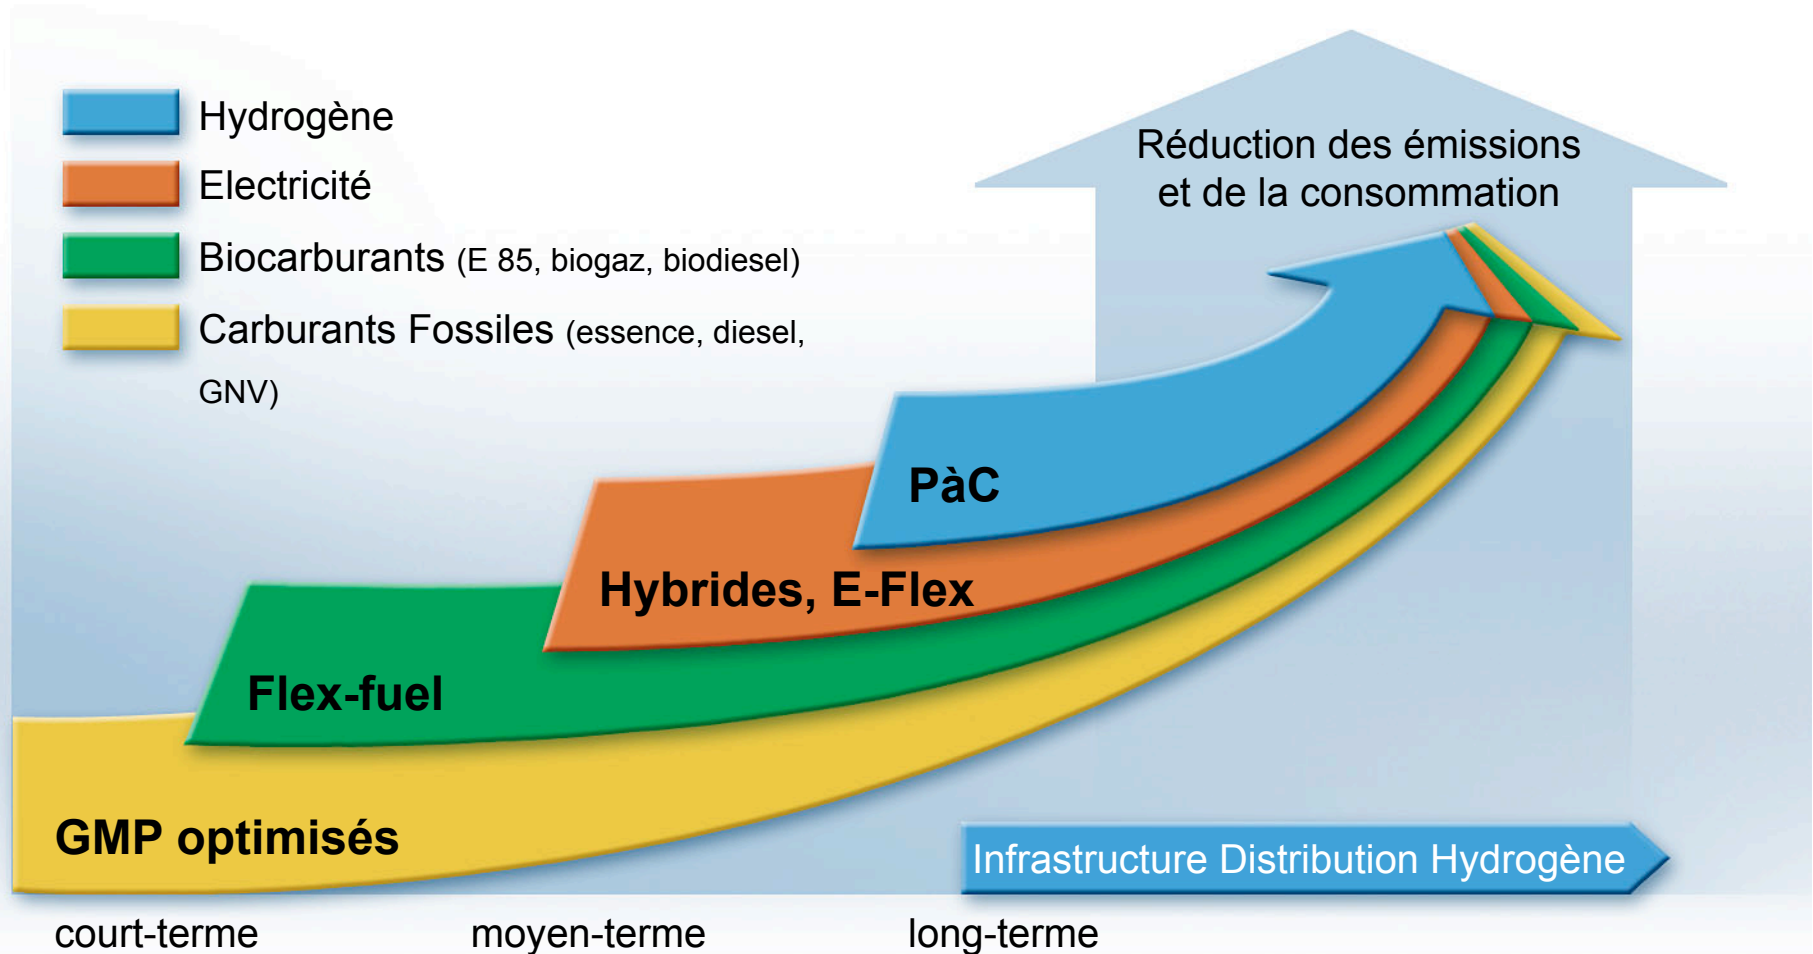 Hydrogène
Electricité
Biocarburants (E 85, biogaz, biodiesel)
Carburants Fossiles (essence, diesel,
GNV)
Réduction des émissions
et de la consommation
PàC
Hybrides, E-Flex
Flex-fuel
GMP optimisés
Infrastructure Distribution Hydrogène
court-terme
moyen-terme
long-terme